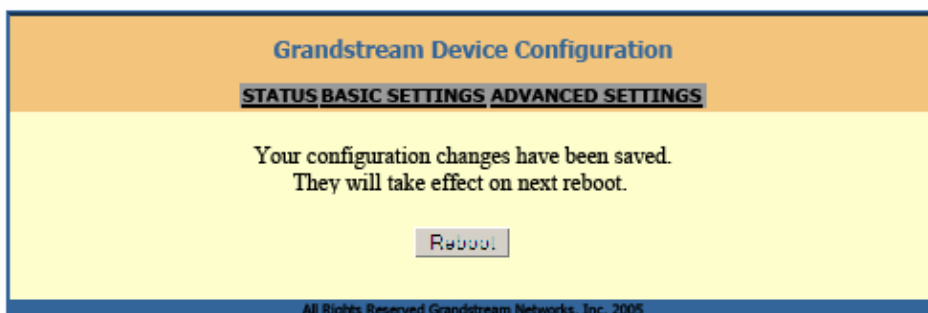 Grandstream Device Configuration
STATUS BASIC SETTINGS ADVANCED SETTINGS
Your configuration changes have been saved.
They will take effect on next reboot.
Reboot
All Rights Reserved Grandstream Networks, Inc. 2005